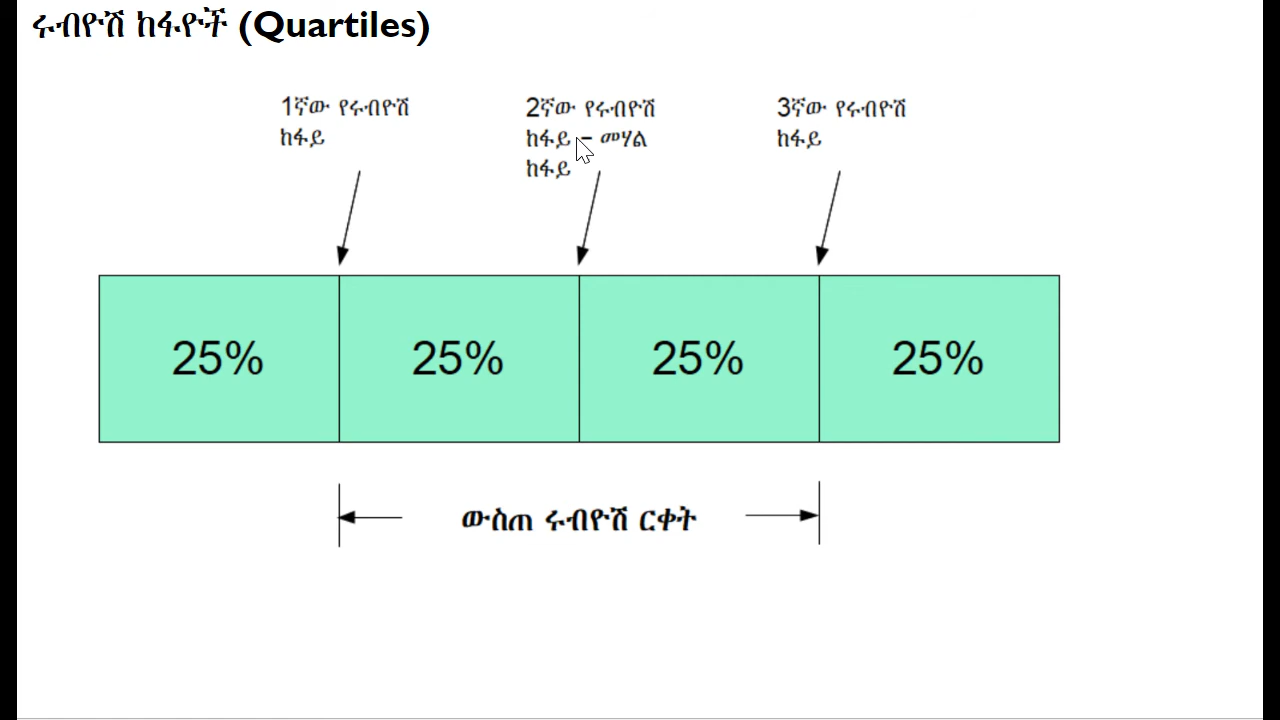 ሩብዮሽ ከፋዮች (Quartiles)
1ኛው የሩብዮሽ
ከፋይ
2ኛው የሩብዮሽ
ከፋይ – መሃል
ከፋይ
3ኛው የሩብዮሽ
ከፋይ
25%
25%
25%
25%
ውስጠ ሩብዮሽ ርቀት